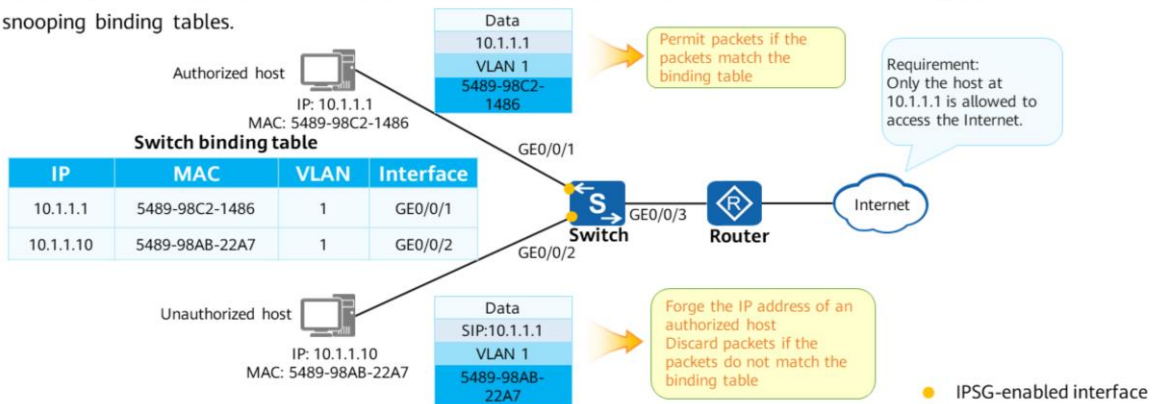 snooping binding tables.
Authorized host
IP: 10.1.1.1
MAC: 5489-98C2-1486
Data
10.1.1.1
VLAN 1
5489-98C2-
1486
Permit packets if the
packets match the
binding table
Requirement:
Only the host at
10.1.1.1 is allowed to
access the Internet.
Switch binding table
IP MAC VLAN Interface
10.1.1.1 5489-98C2-1486 1 GE0/0/1
10.1.1.10 5489-98AB-22A7 1 GE0/0/2
GE0/0/1
S
Switch
GE0/0/3
R
Router
Internet
GE0/0/2
Unauthorized host
IP: 10.1.1.10
MAC: 5489-98AB-22A7
Data
SIP:10.1.1.1
VLAN 1
5489-98AB-
22A7
Forge the IP address of an
authorized host
Discard packets if the
packets do not match the
binding table
IPSG-enabled interface